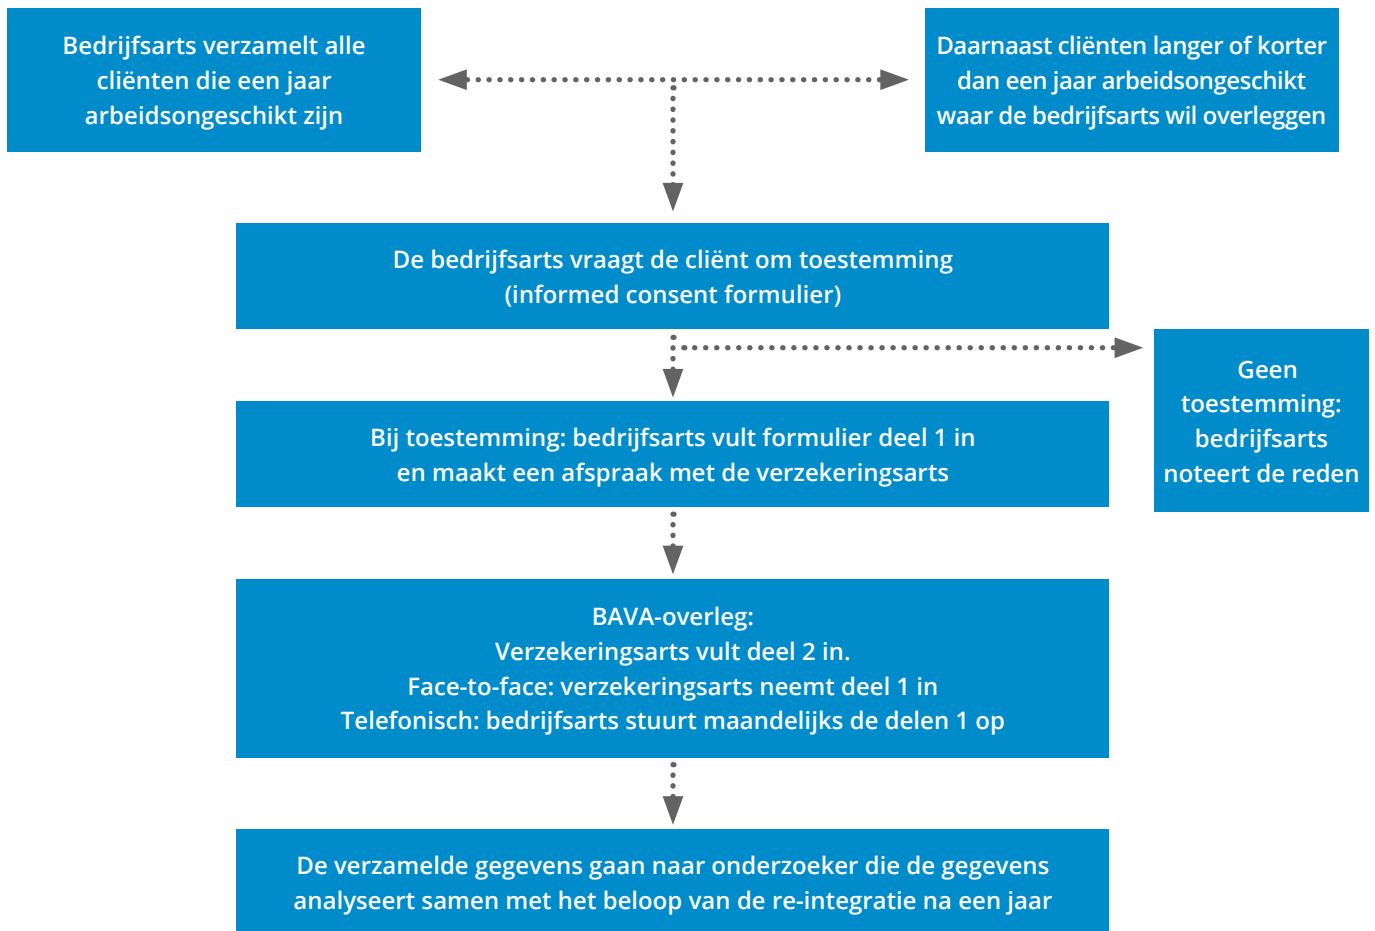 Bedrijfsarts verzamelt alle
cliënten die een jaar
arbeidsongeschikt zijn
Daarnaast cliënten langer of korter
dan een jaar arbeidsongeschikt
waar de bedrijfsarts wil overleggen
De bedrijfsarts vraagt de cliënt om toestemming
(informed consent formulier)
Geen
toestemming:
bedrijfsarts
noteert de reden
Bij toestemming: bedrijfsarts vult formulier deel 1 in
en maakt een afspraak met de verzekeringsarts
BAVA-overleg:
Verzekeringsarts vult deel 2 in.
Face-to-face: verzekeringsarts neemt deel 1 in
Telefonisch: bedrijfsarts stuurt maandelijks de delen 1 op
De verzamelde gegevens gaan naar onderzoeker die de gegevens
analyseert samen met het beloop van de re-integratie na een jaar